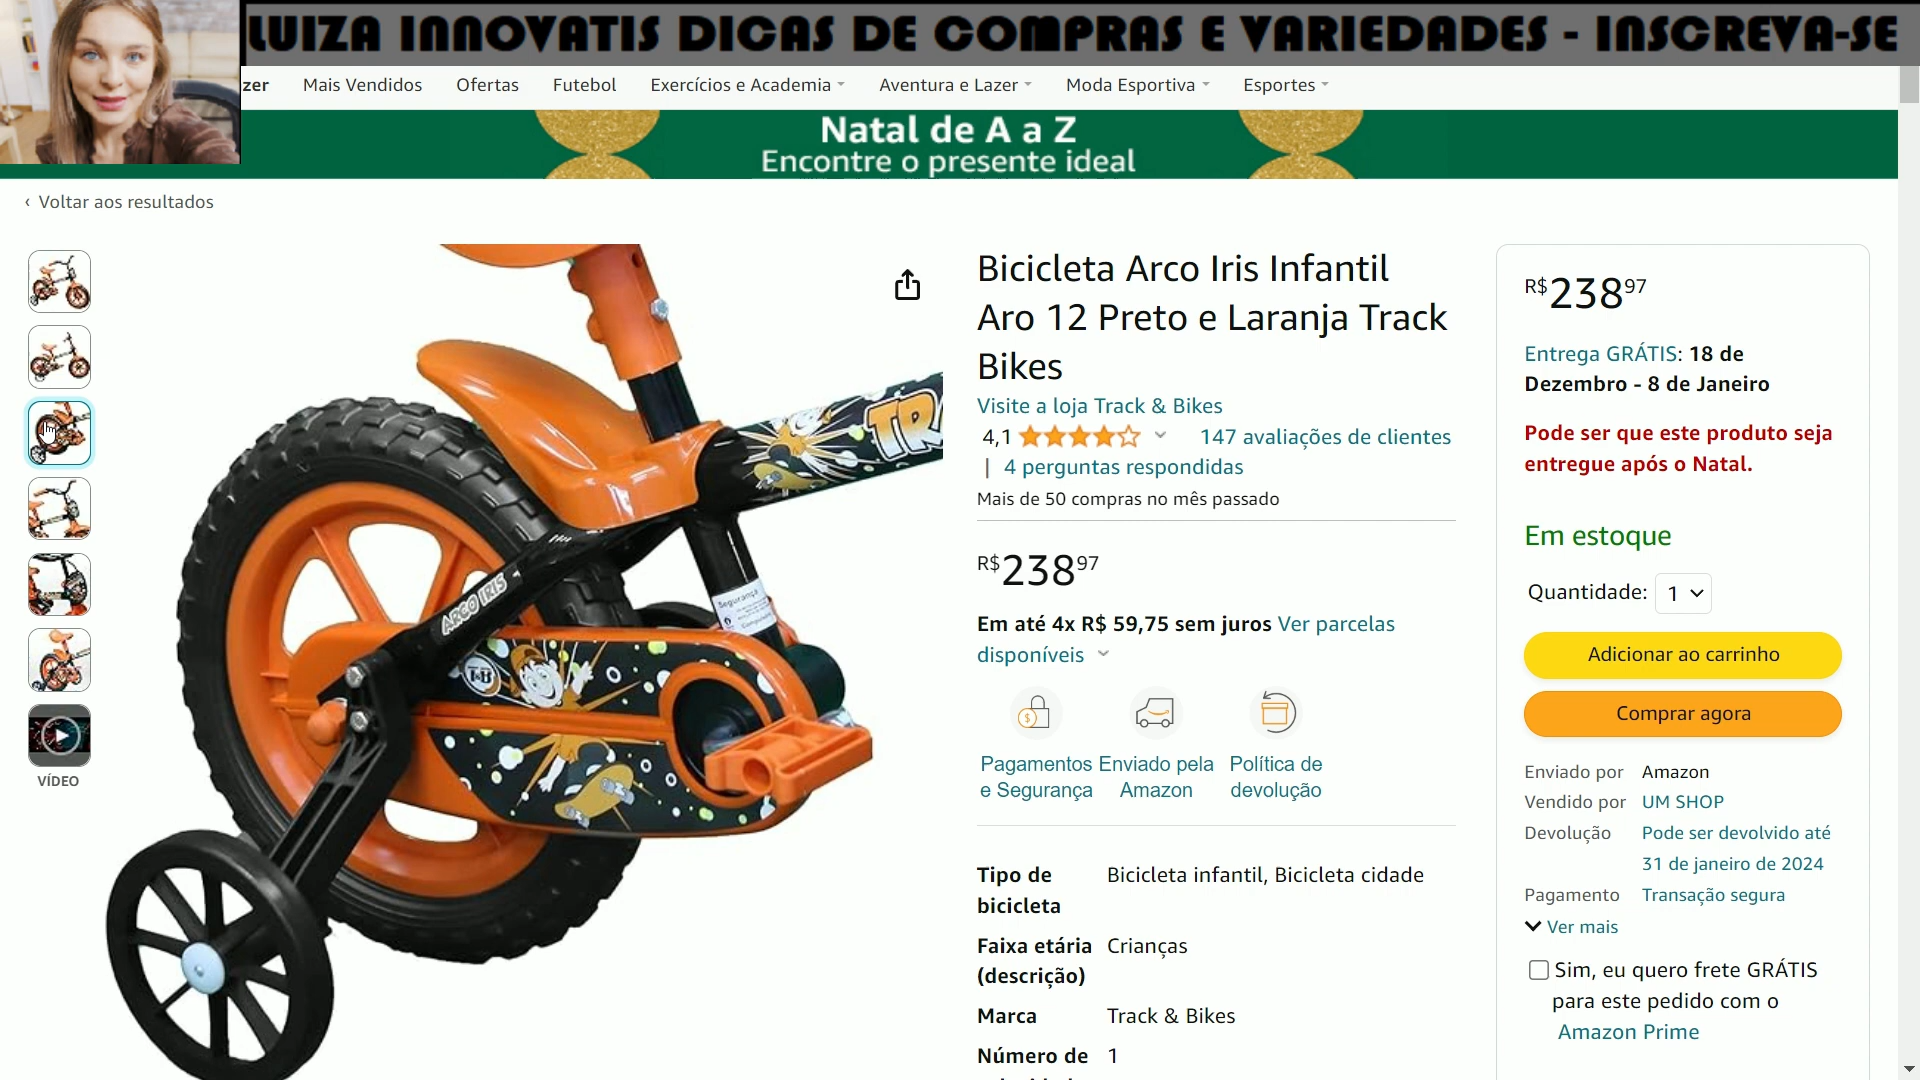 LUIZA INNOVATIS DICAS DE COMPRAS E VARIEDADES - INSCREVA-SE
zer Mais Vendidos Ofertas Futebol Exercícios e Academia Aventura e Lazer Moda Esportiva Esportes
Natal de A a Z
Encontre o presente ideal
‹ Voltar aos resultados
VÍDEO
TR
ARCO IRIS
Segurança
T&B
Bicicleta Arco Iris Infantil
Aro 12 Preto e Laranja Track
Bikes
Visite a loja Track & Bikes
4,1 147 avaliações de clientes
| 4 perguntas respondidas
Mais de 50 compras no mês passado
R$ 238 97
Em até 4x R$ 59,75 sem juros Ver parcelas
disponíveis
Pagamentos
e Segurança
Enviado pela
Amazon
Política de
devolução
Tipo de
bicicleta
Bicicleta infantil, Bicicleta cidade
Faixa etária
(descrição)
Crianças
Marca Track & Bikes
Número de 1
R$ 238 97
Entrega GRÁTIS: 18 de
Dezembro - 8 de Janeiro
Pode ser que este produto seja
entregue após o Natal.
Em estoque
Quantidade: 1
Adicionar ao carrinho
Comprar agora
Enviado por Amazon
Vendido por UM SHOP
Devolução Pode ser devolvido até
31 de janeiro de 2024
Pagamento Transação segura
Ver mais
Sim, eu quero frete GRÁTIS
para este pedido com o
Amazon Prime